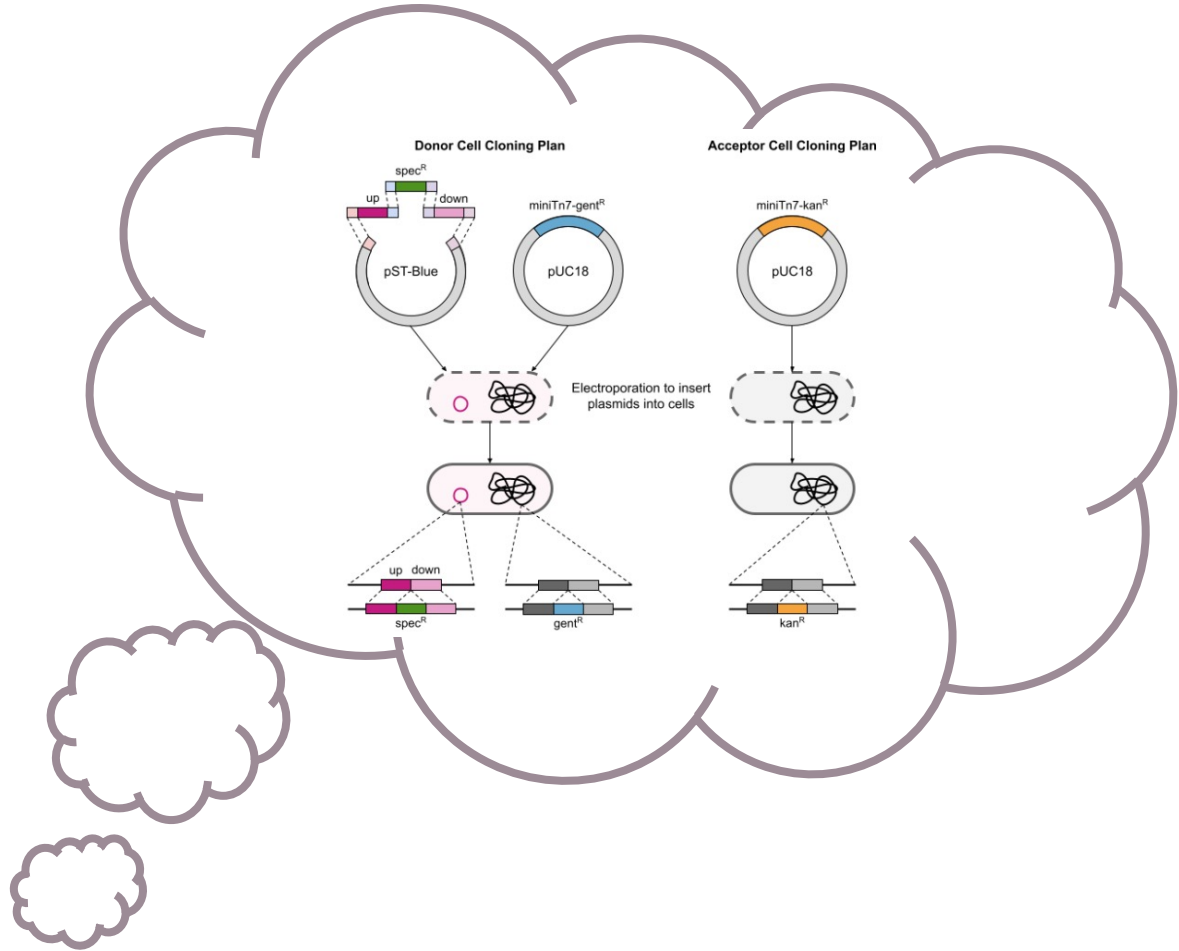 Donor Cell Cloning Plan
Acceptor Cell Cloning Plan
specR
up
down
miniTn7-gentR
miniTn7-kanR
pST-Blue
pUC18
pUC18
Electroporation to insert
plasmids into cells
up down
specR
gentR
kanR